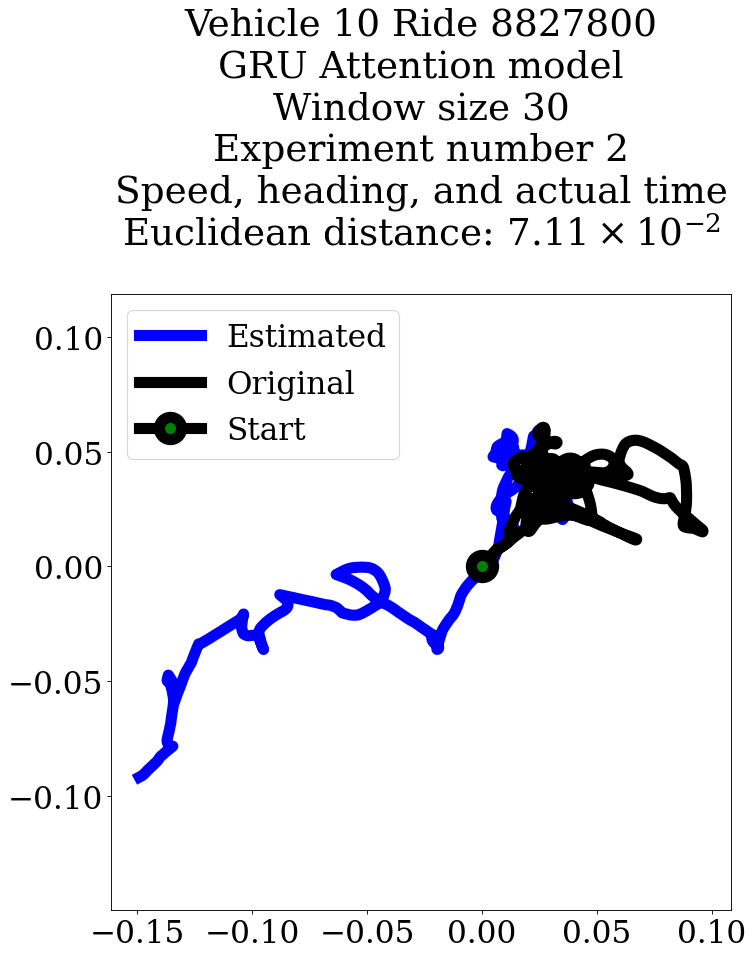 Vehicle 10 Ride 8827800
GRU Attention model
Window size 30
Experiment number 2
Speed, heading, and actual time
Euclidean distance: 7.11 × 10⁻²
Estimated
Original
Start
0.10
0.05
0.00
−0.05
−0.10
−0.15 −0.10 −0.05 0.00 0.05 0.10